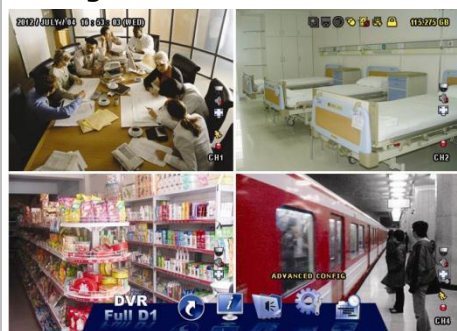 2012 / JULY / 04 16 : 53 : 03 (WED)
115.275 GB
CH1
CH2
ADVANCED CONFIG
DVR
Full D1
CH4